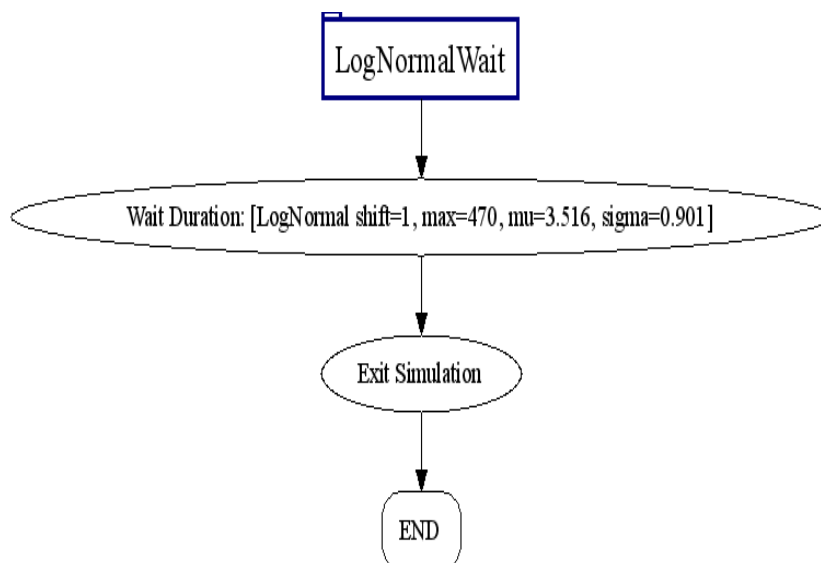 LogNormalWait
Wait Duration: [LogNormal shift=1, max=470, mu=3.516, sigma=0.901]
Exit Simulation
END